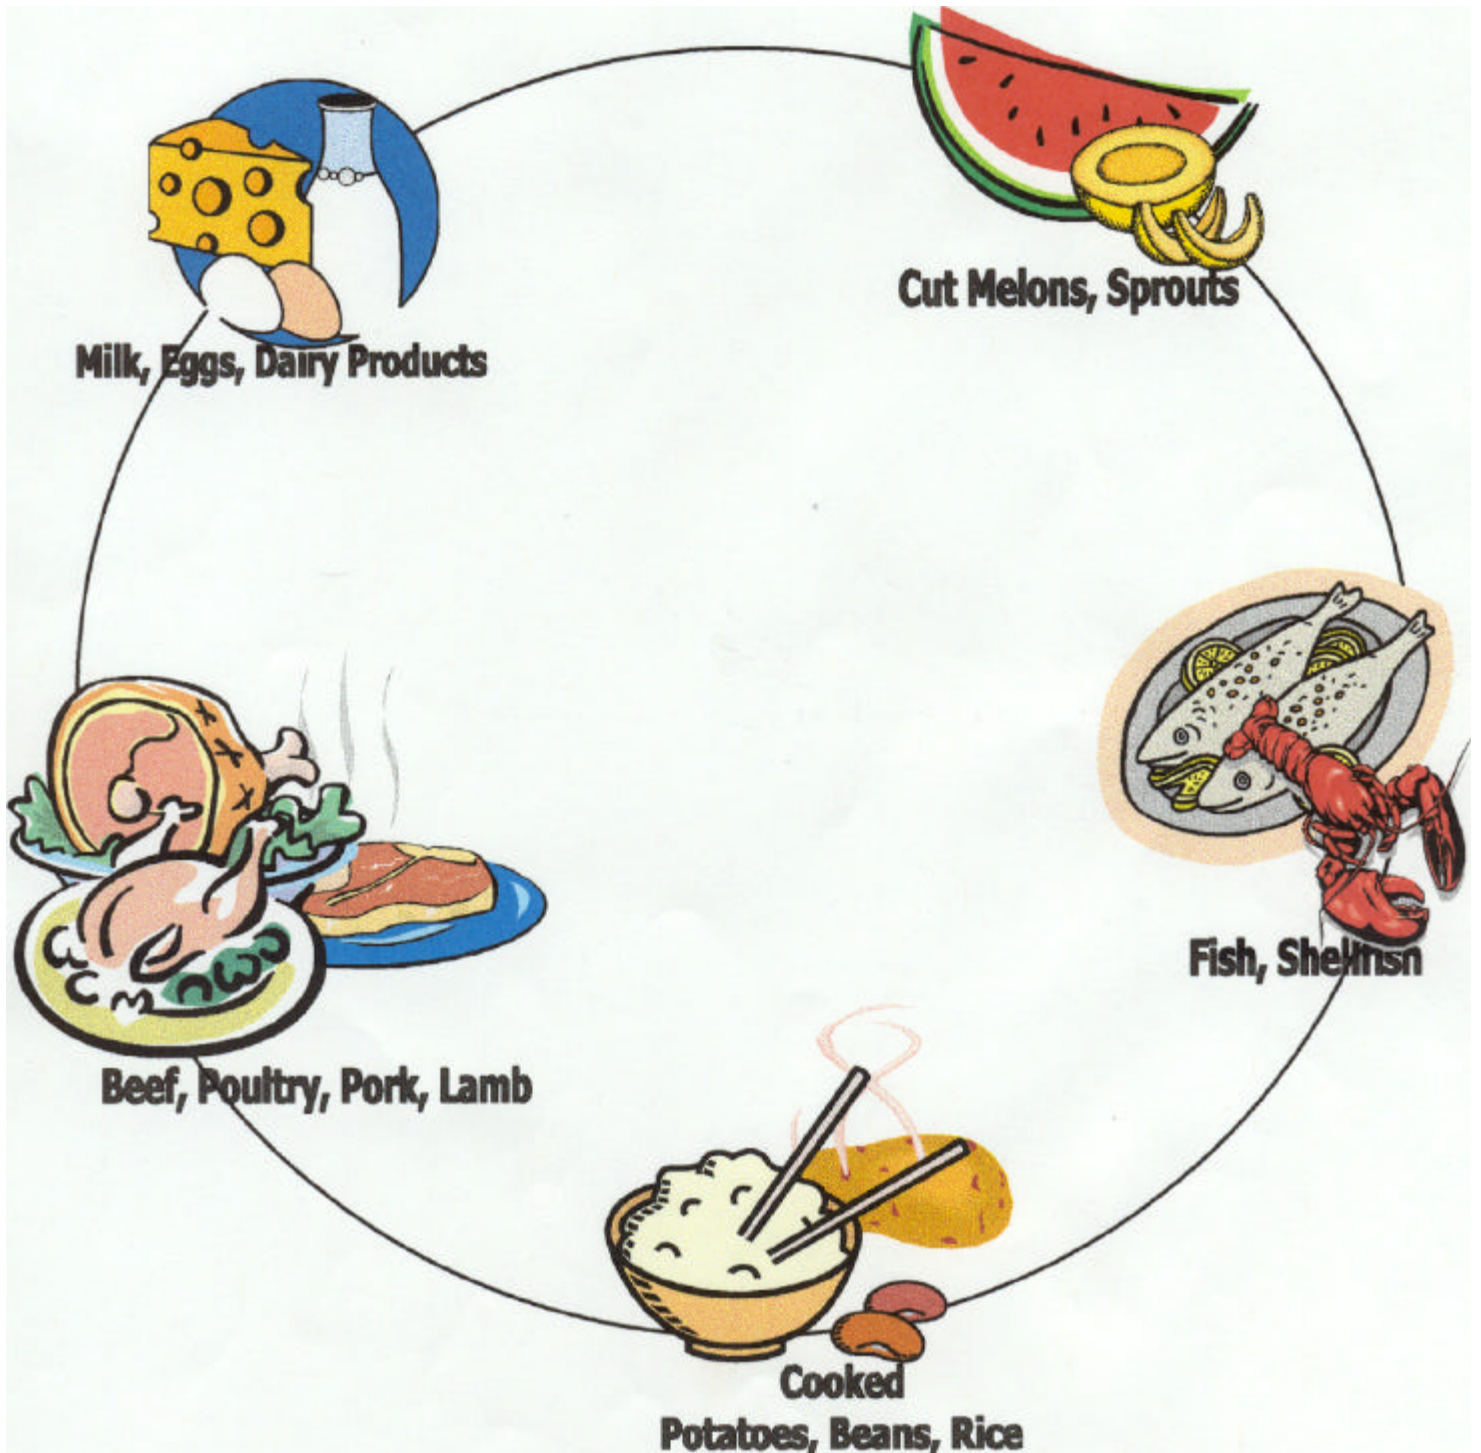 Cut Melons, Sprouts
Milk, Eggs, Dairy Products
Fish, Shellfish
Beef, Poultry, Pork, Lamb
Cooked
Potatoes, Beans, Rice